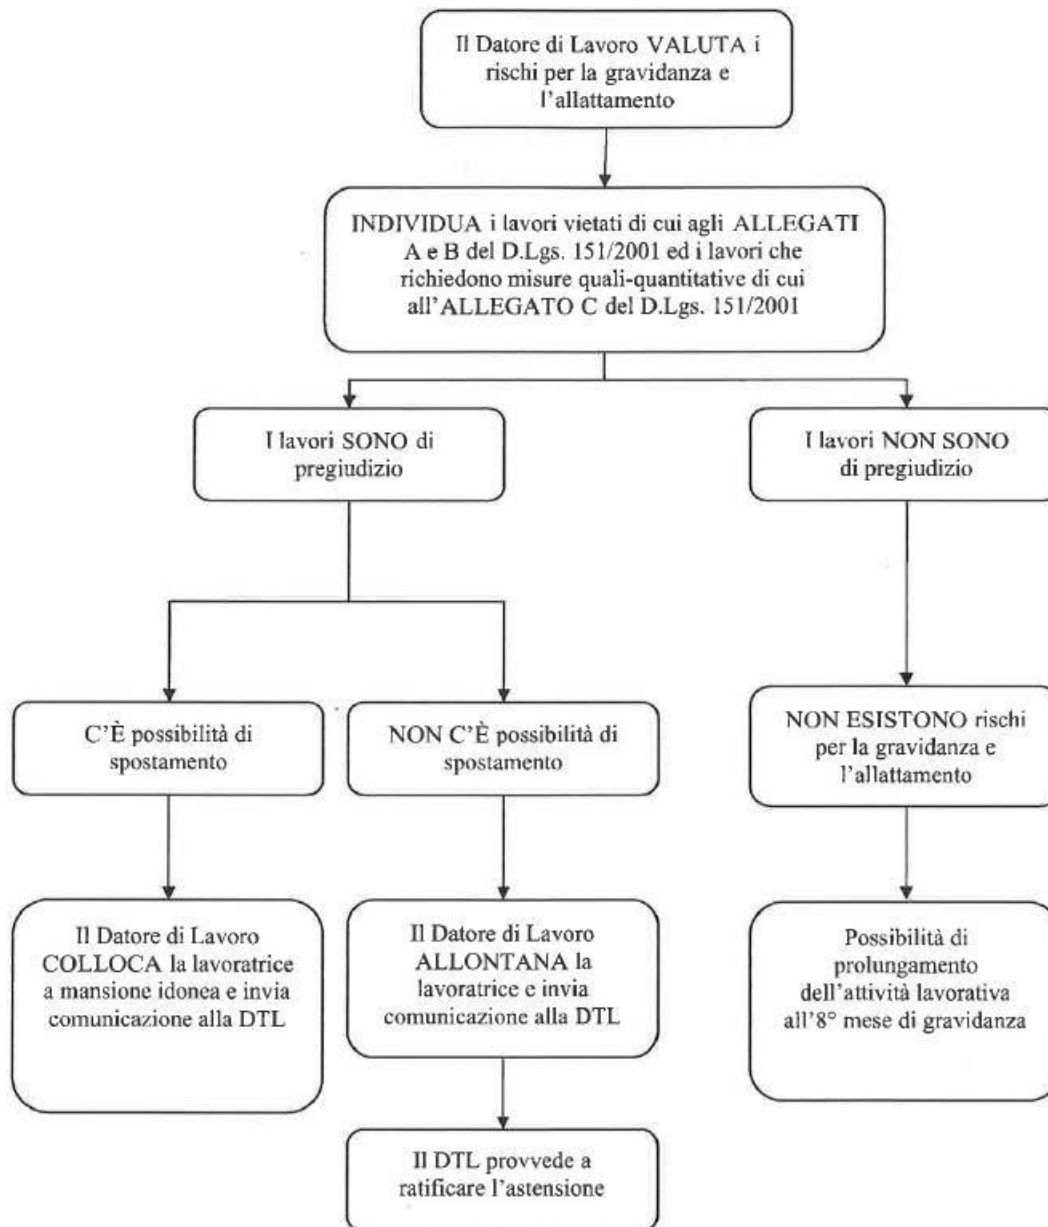 Il Datore di Lavoro VALUTA i
rischi per la gravidanza e
l'allattamento
INDIVIDUA i lavori vietati di cui agli ALLEGATI
A e B del D.Lgs. 151/2001 ed i lavori che
richiedono misure quali-quantitative di cui
all'ALLEGATO C del D.Lgs. 151/2001
I lavori SONO di
pregiudizio
I lavori NON SONO
di pregiudizio
C'È possibilità di
spostamento
NON C'È possibilità di
spostamento
NON ESISTONO rischi
per la gravidanza e
l'allattamento
Il Datore di Lavoro
COLLOCA la lavoratrice
a mansione idonea e invia
comunicazione alla DTL
Il Datore di Lavoro
ALLONTANA la
lavoratrice e invia
comunicazione alla DTL
Possibilità di
prolungamento
dell'attività lavorativa
all'8° mese di gravidanza
Il DTL provvede a
ratificare l'astensione